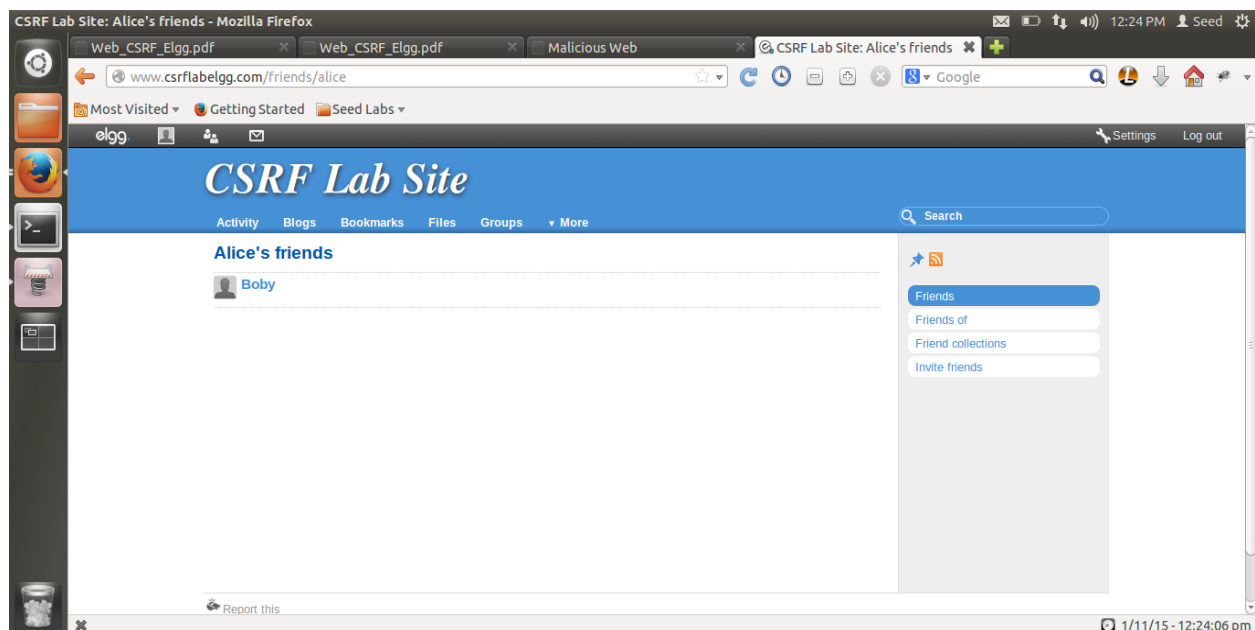 CSRF Lab Site: Alice's friends - Mozilla Firefox 12:24 PM Seed
Web_CSRF_Elgg.pdf Web_CSRF_Elgg.pdf Malicious Web CSRF Lab Site: Alice's friends
www.csrflabelgg.com/friends/alice Google
Most Visited Getting Started Seed Labs
elgg. Settings Log out
CSRF Lab Site
Activity Blogs Bookmarks Files Groups More Search
Alice's friends
Boby
Friends
Friends of
Friend collections
Invite friends
Report this
1/11/15 - 12:24:06 pm